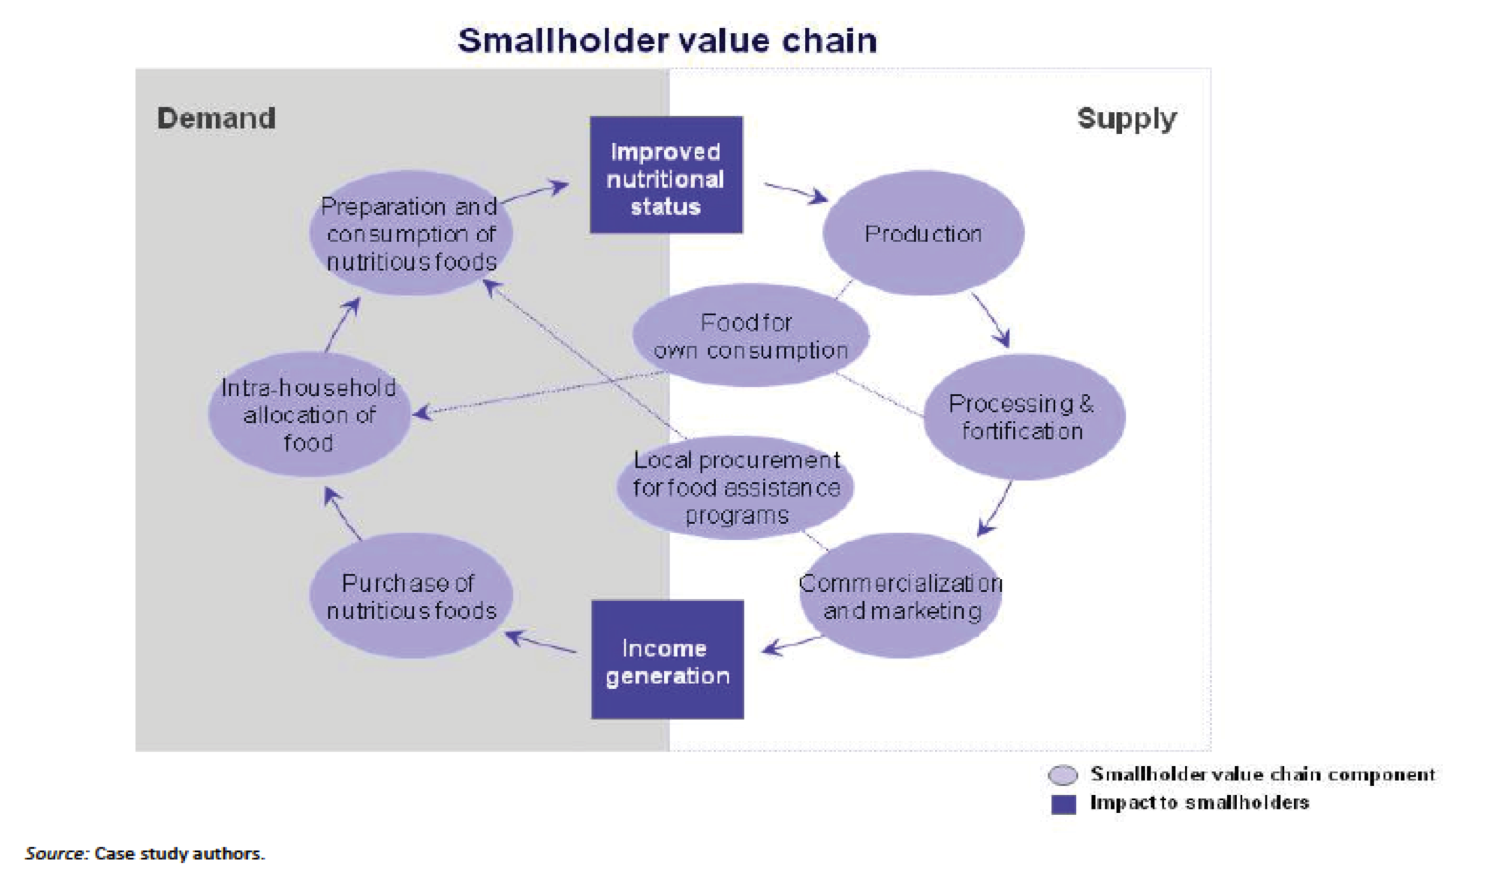 Smallholder value chain
Demand
Supply
Improved
nutritional
status
Preparation and
consumption of
nutritious foods
Production
Food for
own consumption
Intra-household
allocation of
food
Processing &
fortification
Local procurement
for food assistance
programs
Purchase of
nutritious foods
Commercialization
and marketing
Income
generation
Smallholder value chain component
Impact to smallholders
Source: Case study authors.